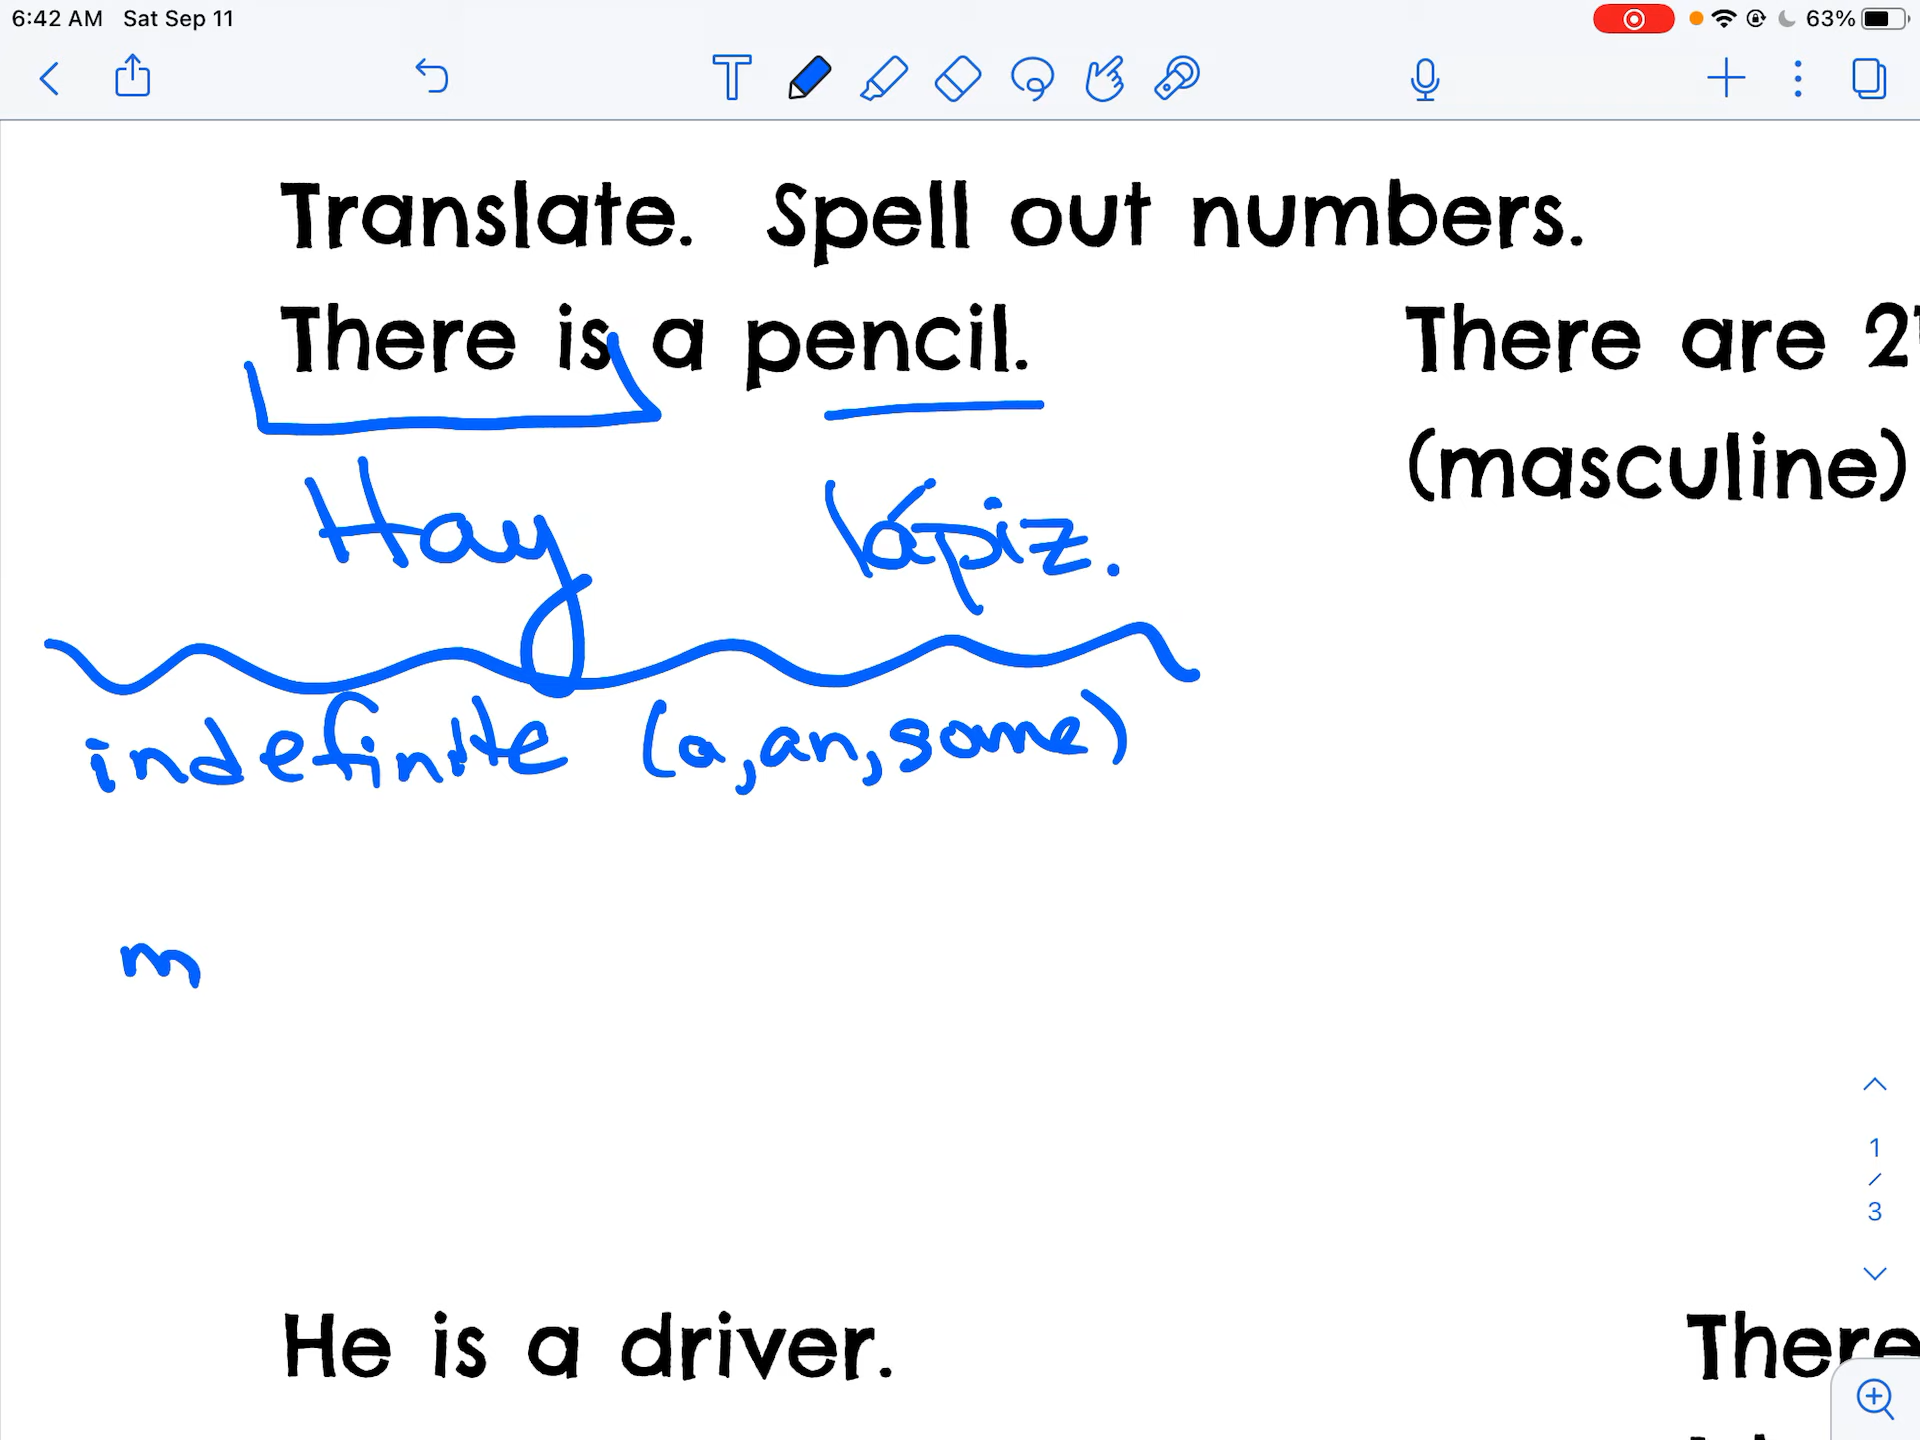 6:42 AM Sat Sep 11 63%
Translate. Spell out numbers.
There is a pencil. There are 2
(masculine)
Hay lápiz.
indefinite (a, an, some)
m
1
/
3
He is a driver. There